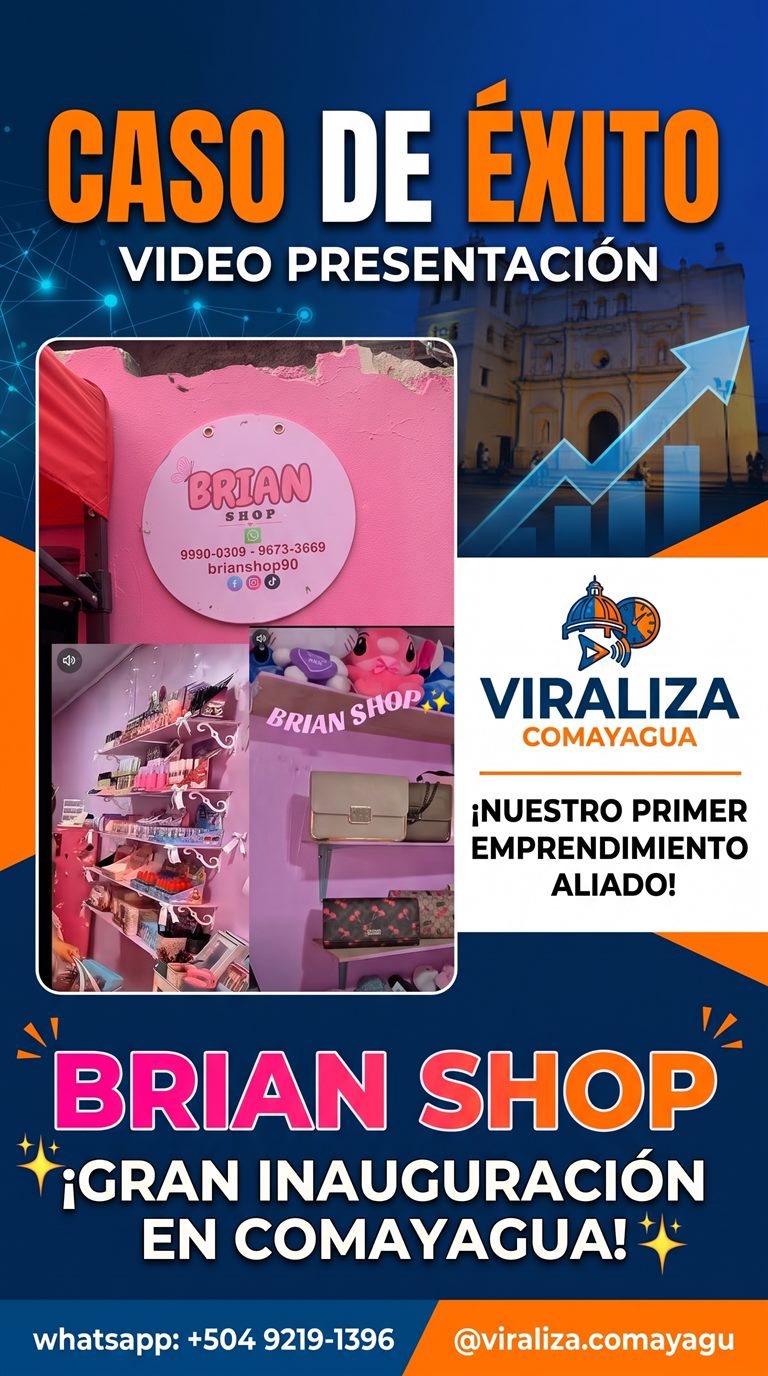 CASO DE ÉXITO
VIDEO PRESENTACIÓN
BRIAN
SHOP
9990-0309 - 9673-3669
brianshop90
BRIAN SHOP
VIRALIZA
COMAYAGUA
¡NUESTRO PRIMER
EMPRENDIMIENTO
ALIADO!
BRIAN SHOP
¡GRAN INAUGURACIÓN
EN COMAYAGUA!
whatsapp: +504 9219-1396
@viraliza.comayagu